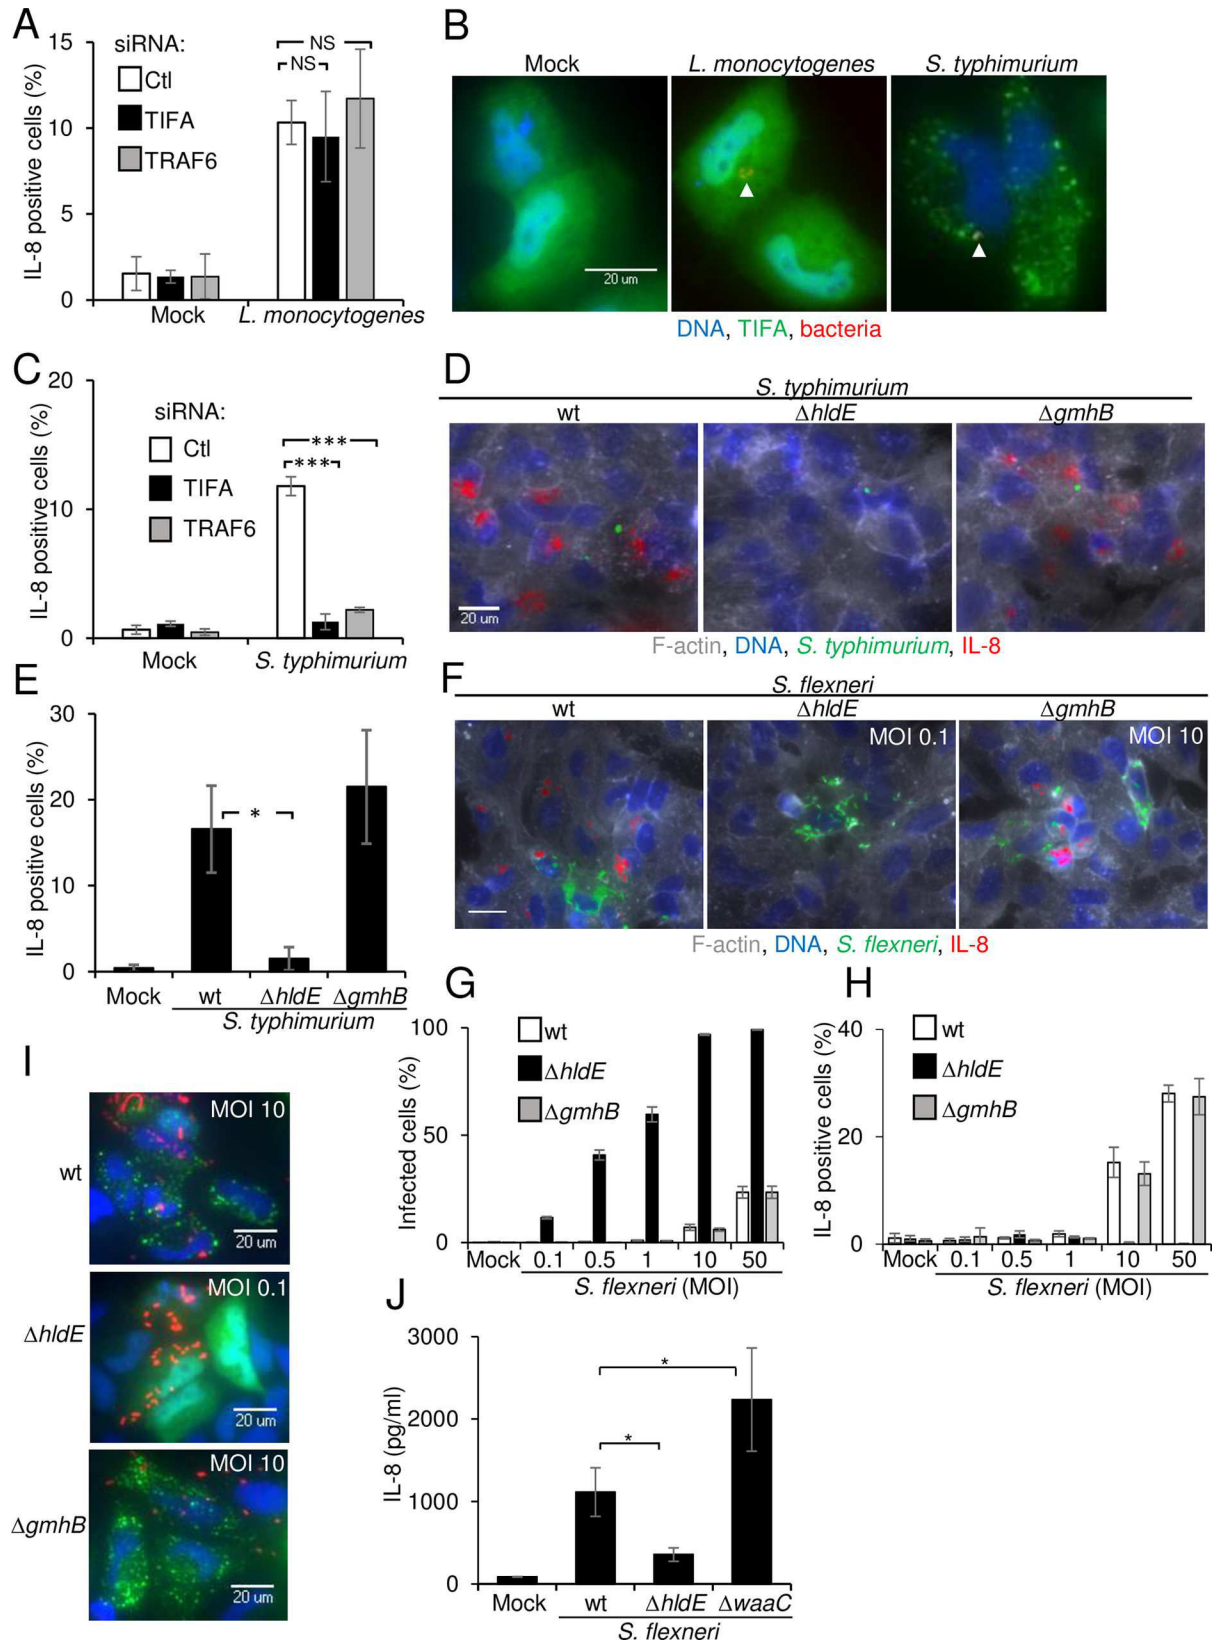 A
15
10
5
0
IL-8 positive cells (%)
siRNA:
Ctl
TIFA
TRAF6
NS
NS
Mock
L. monocytogenes
B
Mock
L. monocytogenes
S. typhimurium
20 um
DNA, TIFA, bacteria
C
20
10
0
IL-8 positive cells (%)
siRNA:
Ctl
TIFA
TRAF6
***
***
Mock
S. typhimurium
D
S. typhimurium
wt
ΔhldE
ΔgmhB
20 um
F-actin, DNA, S. typhimurium, IL-8
E
30
20
10
0
IL-8 positive cells (%)
*
Mock
wt
ΔhldE
ΔgmhB
S. typhimurium
F
S. flexneri
wt
ΔhldE
ΔgmhB
MOI 0.1
MOI 10
F-actin, DNA, S. flexneri, IL-8
G
100
50
0
Infected cells (%)
wt
ΔhldE
ΔgmhB
Mock
0.1
0.5
1
10
50
S. flexneri (MOI)
H
40
20
0
IL-8 positive cells (%)
wt
ΔhldE
ΔgmhB
Mock
0.1
0.5
1
10
50
S. flexneri (MOI)
I
wt
MOI 10
20 um
ΔhldE
MOI 0.1
20 um
ΔgmhB
MOI 10
20 um
J
3000
2000
1000
0
IL-8 (pg/ml)
*
*
Mock
wt
ΔhldE
ΔwaaC
S. flexneri